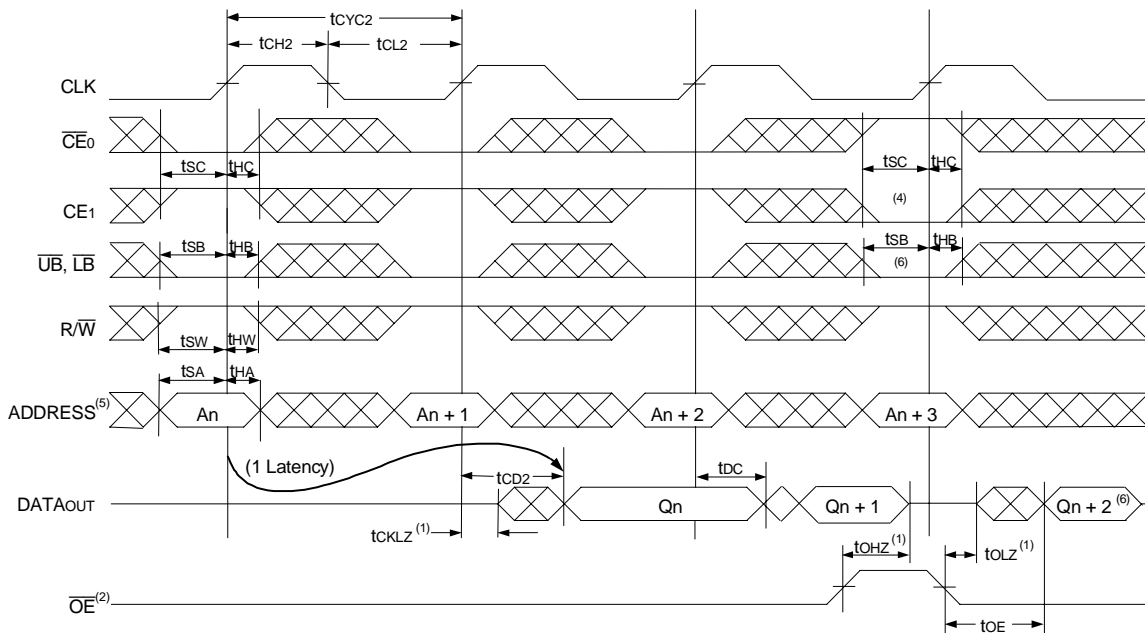 tCYC2
tCH2 tCL2
CLK
CE0
tSC tHC tSC tHC
CE1 (4)
tSB tHB tSB tHB
UB, LB (6)
R/W
tSW tHW
tSA tHA
ADDRESS(5) An An + 1 An + 2 An + 3
(1 Latency) tCD2 tDC
DATAOUT Qn Qn + 1 Qn + 2 (6)
tCKLZ (1) tOHZ (1) tOLZ (1)
OE(2)
tOE